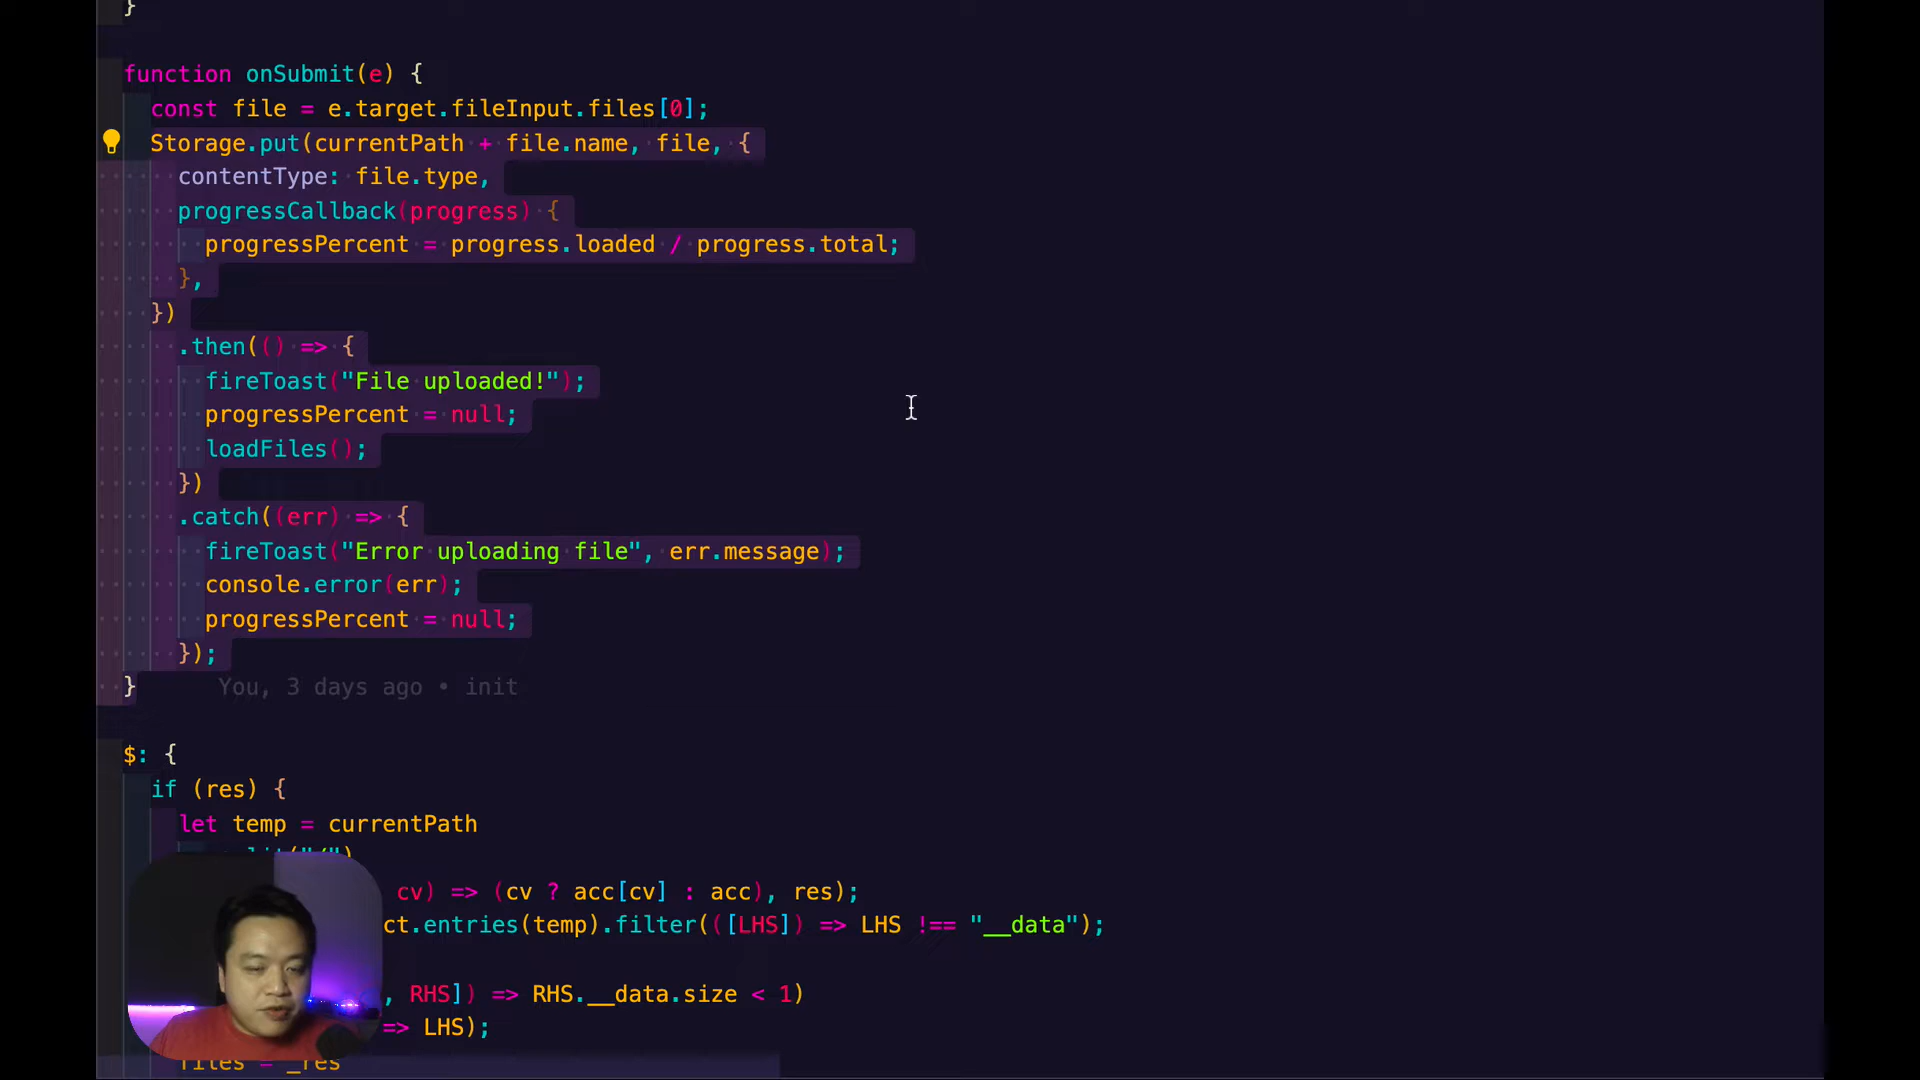 }
function onSubmit(e) {
const file = e.target.fileInput.files[0];
Storage.put(currentPath + file.name, file, {
contentType: file.type,
progressCallback(progress) {
progressPercent = progress.loaded / progress.total;
},
})
.then(() => {
fireToast("File uploaded!");
progressPercent = null;
loadFiles();
})
.catch((err) => {
fireToast("Error uploading file", err.message);
console.error(err);
progressPercent = null;
});
} You, 3 days ago • init
$: {
if (res) {
let temp = currentPath
cv) => (cv ? acc[cv] : acc), res);
ct.entries(temp).filter(([LHS]) => LHS !== "__data");
, RHS]) => RHS.__data.size < 1)
=> LHS);
files = _res